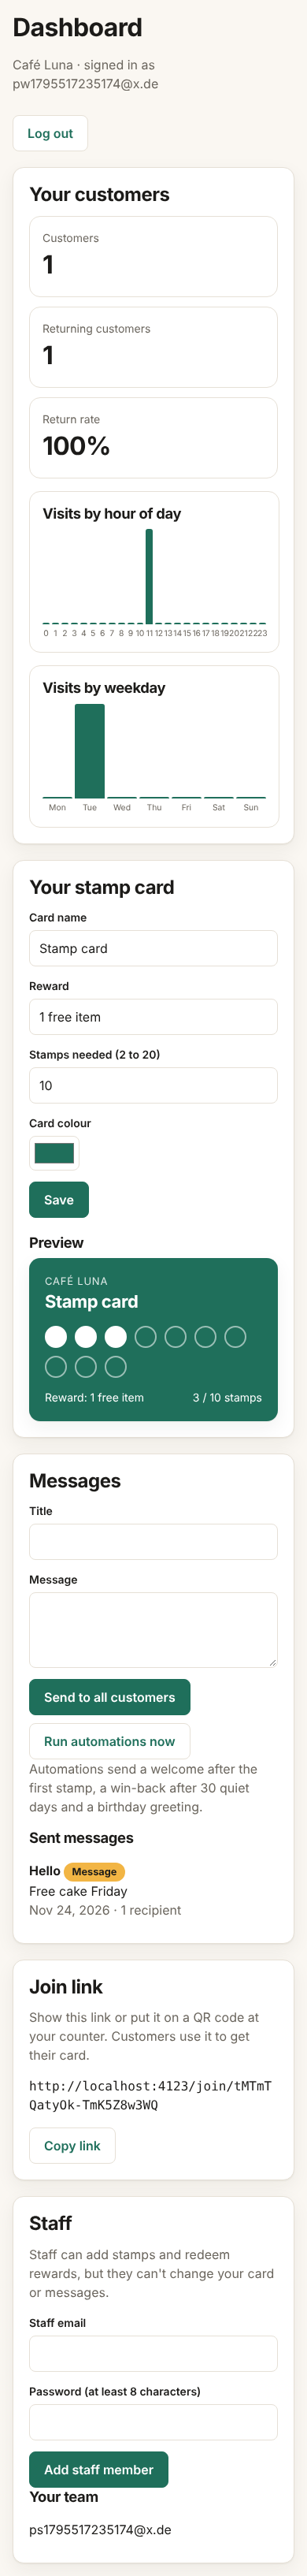 Dashboard
Café Luna · signed in as
pw1795517235174@x.de
Log out
Your customers
Customers
1
Returning customers
1
Return rate
100%
Visits by hour of day
0 1 2 3 4 5 6 7 8 9 10 11 12 13 14 15 16 17 18 19 20 21 22 23
Visits by weekday
Mon Tue Wed Thu Fri Sat Sun
Your stamp card
Card name
Stamp card
Reward
1 free item
Stamps needed (2 to 20)
10
Card colour
Save
Preview
CAFÉ LUNA
Stamp card
Reward: 1 free item 3 / 10 stamps
Messages
Title
Message
Send to all customers
Run automations now
Automations send a welcome after the
first stamp, a win-back after 30 quiet
days and a birthday greeting.
Sent messages
Hello Message
Free cake Friday
Nov 24, 2026 · 1 recipient
Join link
Show this link or put it on a QR code at
your counter. Customers use it to get
their card.
http://localhost:4123/join/tMTmT
QatyOk-TmK5Z8w3WQ
Copy link
Staff
Staff can add stamps and redeem
rewards, but they can't change your card
or messages.
Staff email
Password (at least 8 characters)
Add staff member
Your team
ps1795517235174@x.de